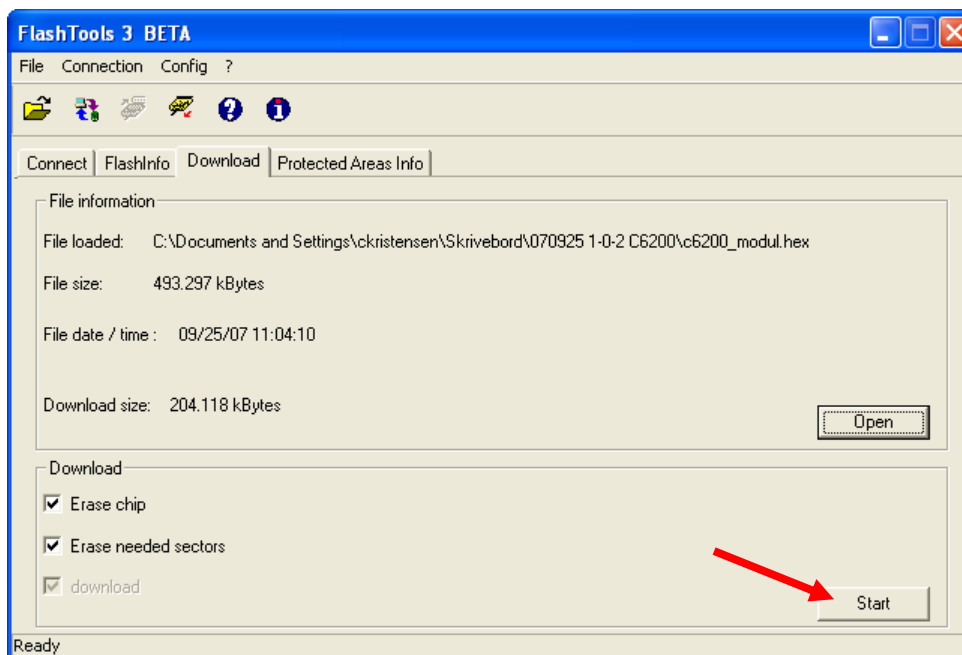 FlashTools 3 BETA
File Connection Config ?
Connect FlashInfo Download Protected Areas Info
File information
File loaded: C:\Documents and Settings\ckristensen\Skrivebord\070925 1-0-2 C6200\c6200_modul.hex
File size: 493.297 kBytes
File date / time : 09/25/07 11:04:10
Download size: 204.118 kBytes
Open
Download
Erase chip
Erase needed sectors
download
Start
Ready